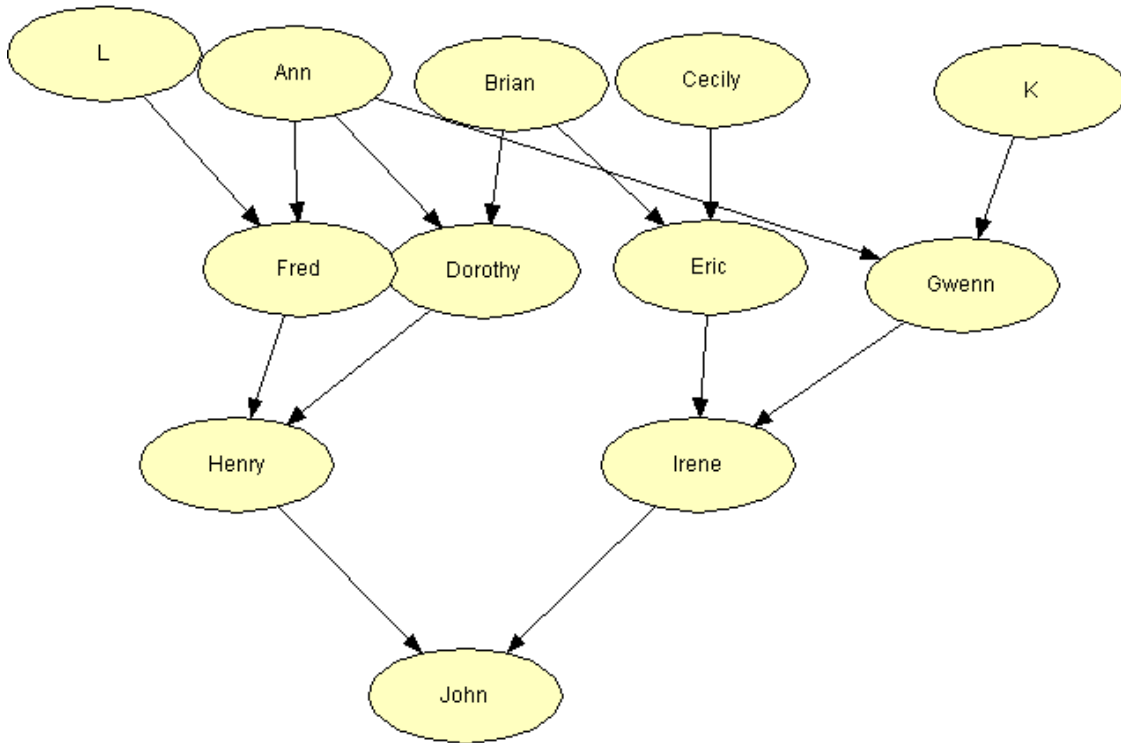 L
Ann
Brian
Cecily
K
Fred
Dorothy
Eric
Gwenn
Henry
Irene
John